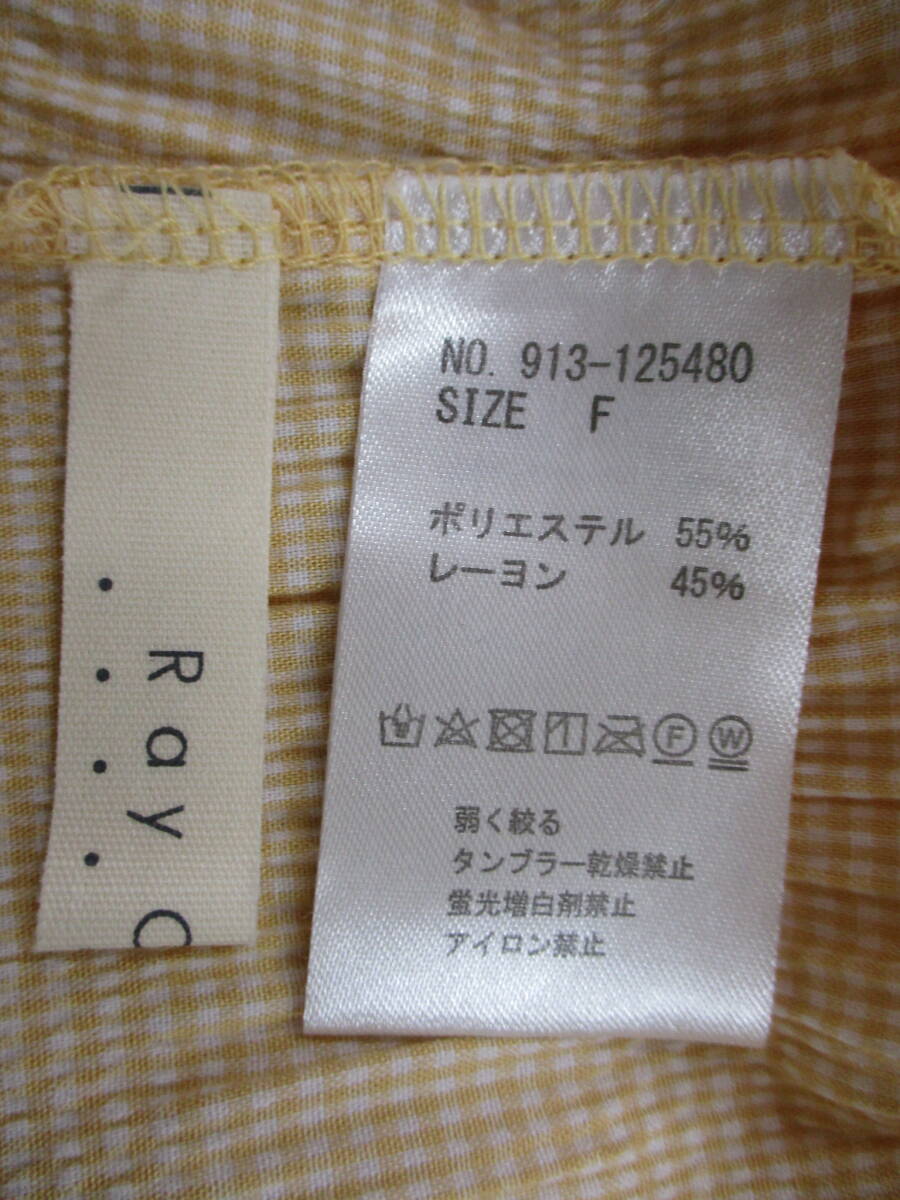 Ray.
NO. 913-125480
SIZE F
ポリエステル 55%
レーヨン 45%
F W
弱く絞る
タンブラー乾燥禁止
蛍光増白剤禁止
アイロン禁止